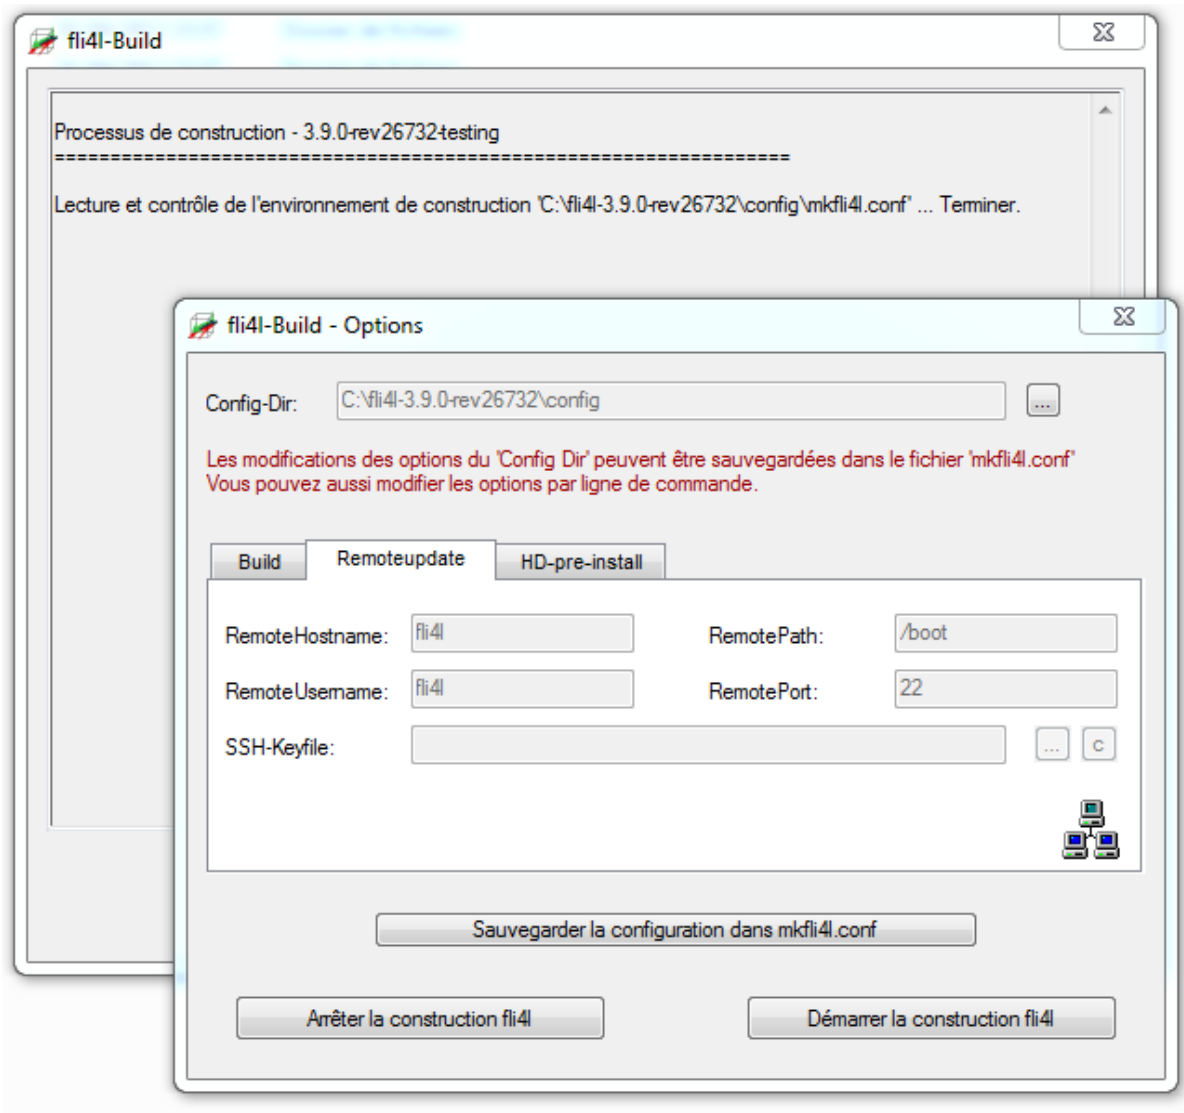 fli4l-Build
Processus de construction - 3.9.0-rev26732-testing
==================================================================
Lecture et contrôle de l'environnement de construction 'C:\fli4l-3.9.0-rev26732\config\mkfli4l.conf' ... Terminer.
fli4l-Build - Options
Config-Dir: C:\fli4l-3.9.0-rev26732\config ...
Les modifications des options du 'Config Dir' peuvent être sauvegardées dans le fichier 'mkfli4l.conf'
Vous pouvez aussi modifier les options par ligne de commande.
Build Remoteupdate HD-pre-install
RemoteHostname: fli4l RemotePath: /boot
RemoteUsername: fli4l RemotePort: 22
SSH-Keyfile: ... c
Sauvegarder la configuration dans mkfli4l.conf
Arrêter la construction fli4l Démarrer la construction fli4l